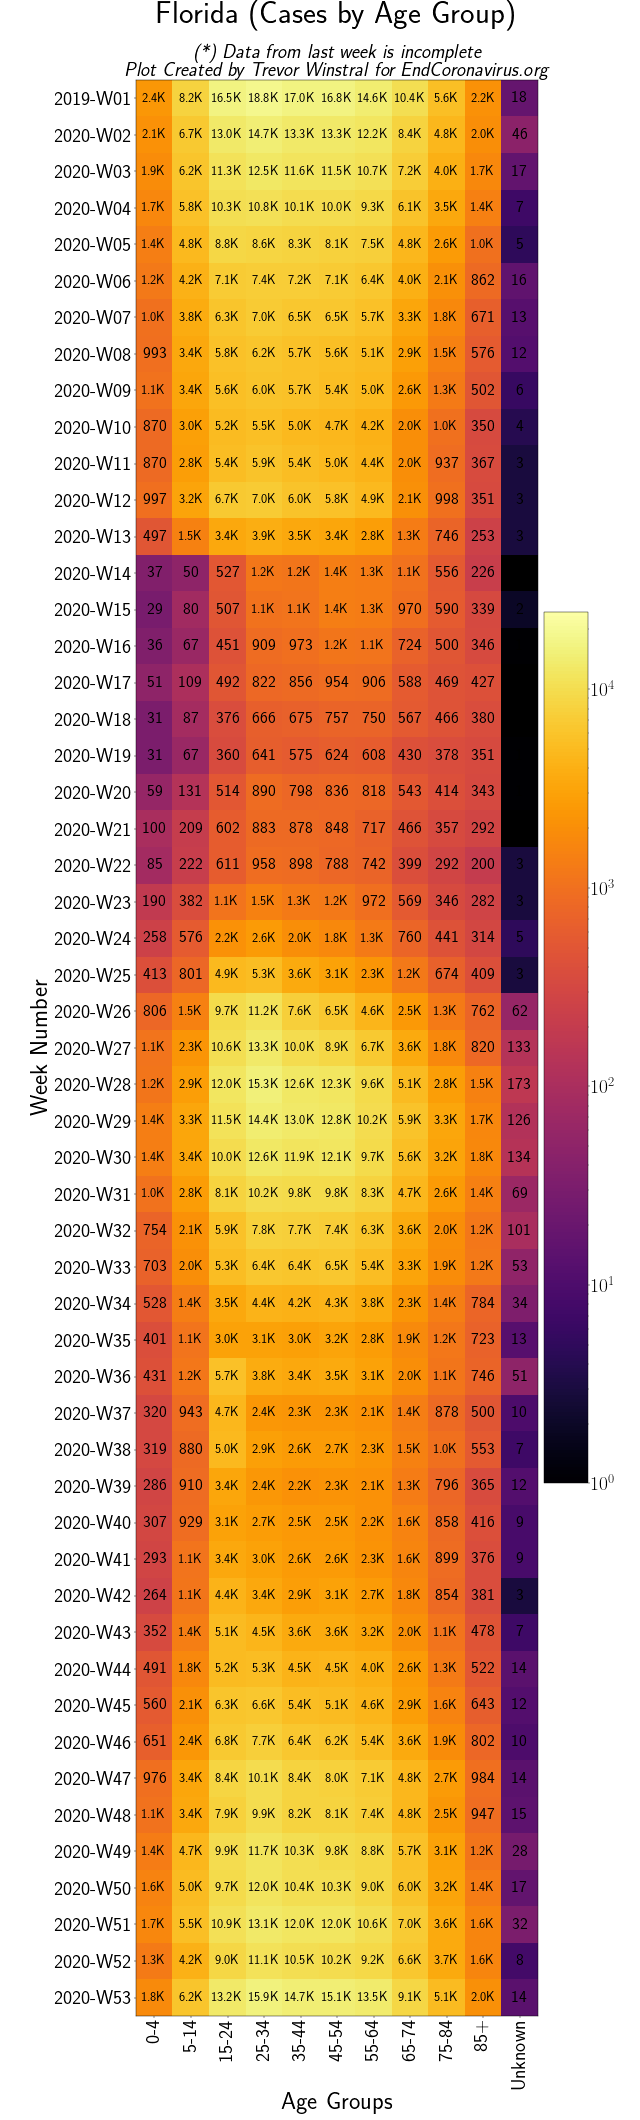 Florida (Cases by Age Group)
(*) Data from last week is incomplete
Plot Created by Trevor Winstral for EndCoronavirus.org
2019-W01 2.4K 8.2K 16.5K 18.8K 17.0K 16.8K 14.6K 10.4K 5.6K 2.2K 18
2020-W02 2.1K 6.7K 13.0K 14.7K 13.3K 13.3K 12.2K 8.4K 4.8K 2.0K 46
2020-W03 1.9K 6.2K 11.3K 12.5K 11.6K 11.5K 10.7K 7.2K 4.0K 1.7K 17
2020-W04 1.7K 5.8K 10.3K 10.8K 10.1K 10.0K 9.3K 6.1K 3.5K 1.4K 7
2020-W05 1.4K 4.8K 8.8K 8.6K 8.3K 8.1K 7.5K 4.8K 2.6K 1.0K 5
2020-W06 1.2K 4.2K 7.1K 7.4K 7.2K 7.1K 6.4K 4.0K 2.1K 862 16
2020-W07 1.0K 3.8K 6.3K 7.0K 6.5K 6.5K 5.7K 3.3K 1.8K 671 13
2020-W08 993 3.4K 5.8K 6.2K 5.7K 5.6K 5.1K 2.9K 1.5K 576 12
2020-W09 1.1K 3.4K 5.6K 6.0K 5.7K 5.4K 5.0K 2.6K 1.3K 502 6
2020-W10 870 3.0K 5.2K 5.5K 5.0K 4.7K 4.2K 2.0K 1.0K 350 4
2020-W11 870 2.8K 5.4K 5.9K 5.4K 5.0K 4.4K 2.0K 937 367 3
2020-W12 997 3.2K 6.7K 7.0K 6.0K 5.8K 4.9K 2.1K 998 351 3
2020-W13 497 1.5K 3.4K 3.9K 3.5K 3.4K 2.8K 1.3K 746 253 3
2020-W14 37 50 527 1.2K 1.2K 1.4K 1.3K 1.1K 556 226
2020-W15 29 80 507 1.1K 1.1K 1.4K 1.3K 970 590 339 2
2020-W16 36 67 451 909 973 1.2K 1.1K 724 500 346
2020-W17 51 109 492 822 856 954 906 588 469 427
2020-W18 31 87 376 666 675 757 750 567 466 380
2020-W19 31 67 360 641 575 624 608 430 378 351
2020-W20 59 131 514 890 798 836 818 543 414 343
2020-W21 100 209 602 883 878 848 717 466 357 292
2020-W22 85 222 611 958 898 788 742 399 292 200 3
2020-W23 190 382 1.1K 1.5K 1.3K 1.2K 972 569 346 282 3
2020-W24 258 576 2.2K 2.6K 2.0K 1.8K 1.3K 760 441 314 5
2020-W25 413 801 4.9K 5.3K 3.6K 3.1K 2.3K 1.2K 674 409 3
2020-W26 806 1.5K 9.7K 11.2K 7.6K 6.5K 4.6K 2.5K 1.3K 762 62
2020-W27 1.1K 2.3K 10.6K 13.3K 10.0K 8.9K 6.7K 3.6K 1.8K 820 133
2020-W28 1.2K 2.9K 12.0K 15.3K 12.6K 12.3K 9.6K 5.1K 2.8K 1.5K 173
2020-W29 1.4K 3.3K 11.5K 14.4K 13.0K 12.8K 10.2K 5.9K 3.3K 1.7K 126
2020-W30 1.4K 3.4K 10.0K 12.6K 11.9K 12.1K 9.7K 5.6K 3.2K 1.8K 134
2020-W31 1.0K 2.8K 8.1K 10.2K 9.8K 9.8K 8.3K 4.7K 2.6K 1.4K 69
2020-W32 754 2.1K 5.9K 7.8K 7.7K 7.4K 6.3K 3.6K 2.0K 1.2K 101
2020-W33 703 2.0K 5.3K 6.4K 6.4K 6.5K 5.4K 3.3K 1.9K 1.2K 53
2020-W34 528 1.4K 3.5K 4.4K 4.2K 4.3K 3.8K 2.3K 1.4K 784 34
2020-W35 401 1.1K 3.0K 3.1K 3.0K 3.2K 2.8K 1.9K 1.2K 723 13
2020-W36 431 1.2K 5.7K 3.8K 3.4K 3.5K 3.1K 2.0K 1.1K 746 51
2020-W37 320 943 4.7K 2.4K 2.3K 2.3K 2.1K 1.4K 878 500 10
2020-W38 319 880 5.0K 2.9K 2.6K 2.7K 2.3K 1.5K 1.0K 553 7
2020-W39 286 910 3.4K 2.4K 2.2K 2.3K 2.1K 1.3K 796 365 12
2020-W40 307 929 3.1K 2.7K 2.5K 2.5K 2.2K 1.6K 858 416 9
2020-W41 293 1.1K 3.4K 3.0K 2.6K 2.6K 2.3K 1.6K 899 376 9
2020-W42 264 1.1K 4.4K 3.4K 2.9K 3.1K 2.7K 1.8K 854 381 3
2020-W43 352 1.4K 5.1K 4.5K 3.6K 3.6K 3.2K 2.0K 1.1K 478 7
2020-W44 491 1.8K 5.2K 5.3K 4.5K 4.5K 4.0K 2.6K 1.3K 522 14
2020-W45 560 2.1K 6.3K 6.6K 5.4K 5.1K 4.6K 2.9K 1.6K 643 12
2020-W46 651 2.4K 6.8K 7.7K 6.4K 6.2K 5.4K 3.6K 1.9K 802 10
2020-W47 976 3.4K 8.4K 10.1K 8.4K 8.0K 7.1K 4.8K 2.7K 984 14
2020-W48 1.1K 3.4K 7.9K 9.9K 8.2K 8.1K 7.4K 4.8K 2.5K 947 15
2020-W49 1.4K 4.7K 9.9K 11.7K 10.3K 9.8K 8.8K 5.7K 3.1K 1.2K 28
2020-W50 1.6K 5.0K 9.7K 12.0K 10.4K 10.3K 9.0K 6.0K 3.2K 1.4K 17
2020-W51 1.7K 5.5K 10.9K 13.1K 12.0K 12.0K 10.6K 7.0K 3.6K 1.6K 32
2020-W52 1.3K 4.2K 9.0K 11.1K 10.5K 10.2K 9.2K 6.6K 3.7K 1.6K 8
2020-W53 1.8K 6.2K 13.2K 15.9K 14.7K 15.1K 13.5K 9.1K 5.1K 2.0K 14
0-4 5-14 15-24 25-34 35-44 45-54 55-64 65-74 75-84 85+ Unknown
Age Groups
Week Number
10⁴
10³
10²
10¹
10⁰